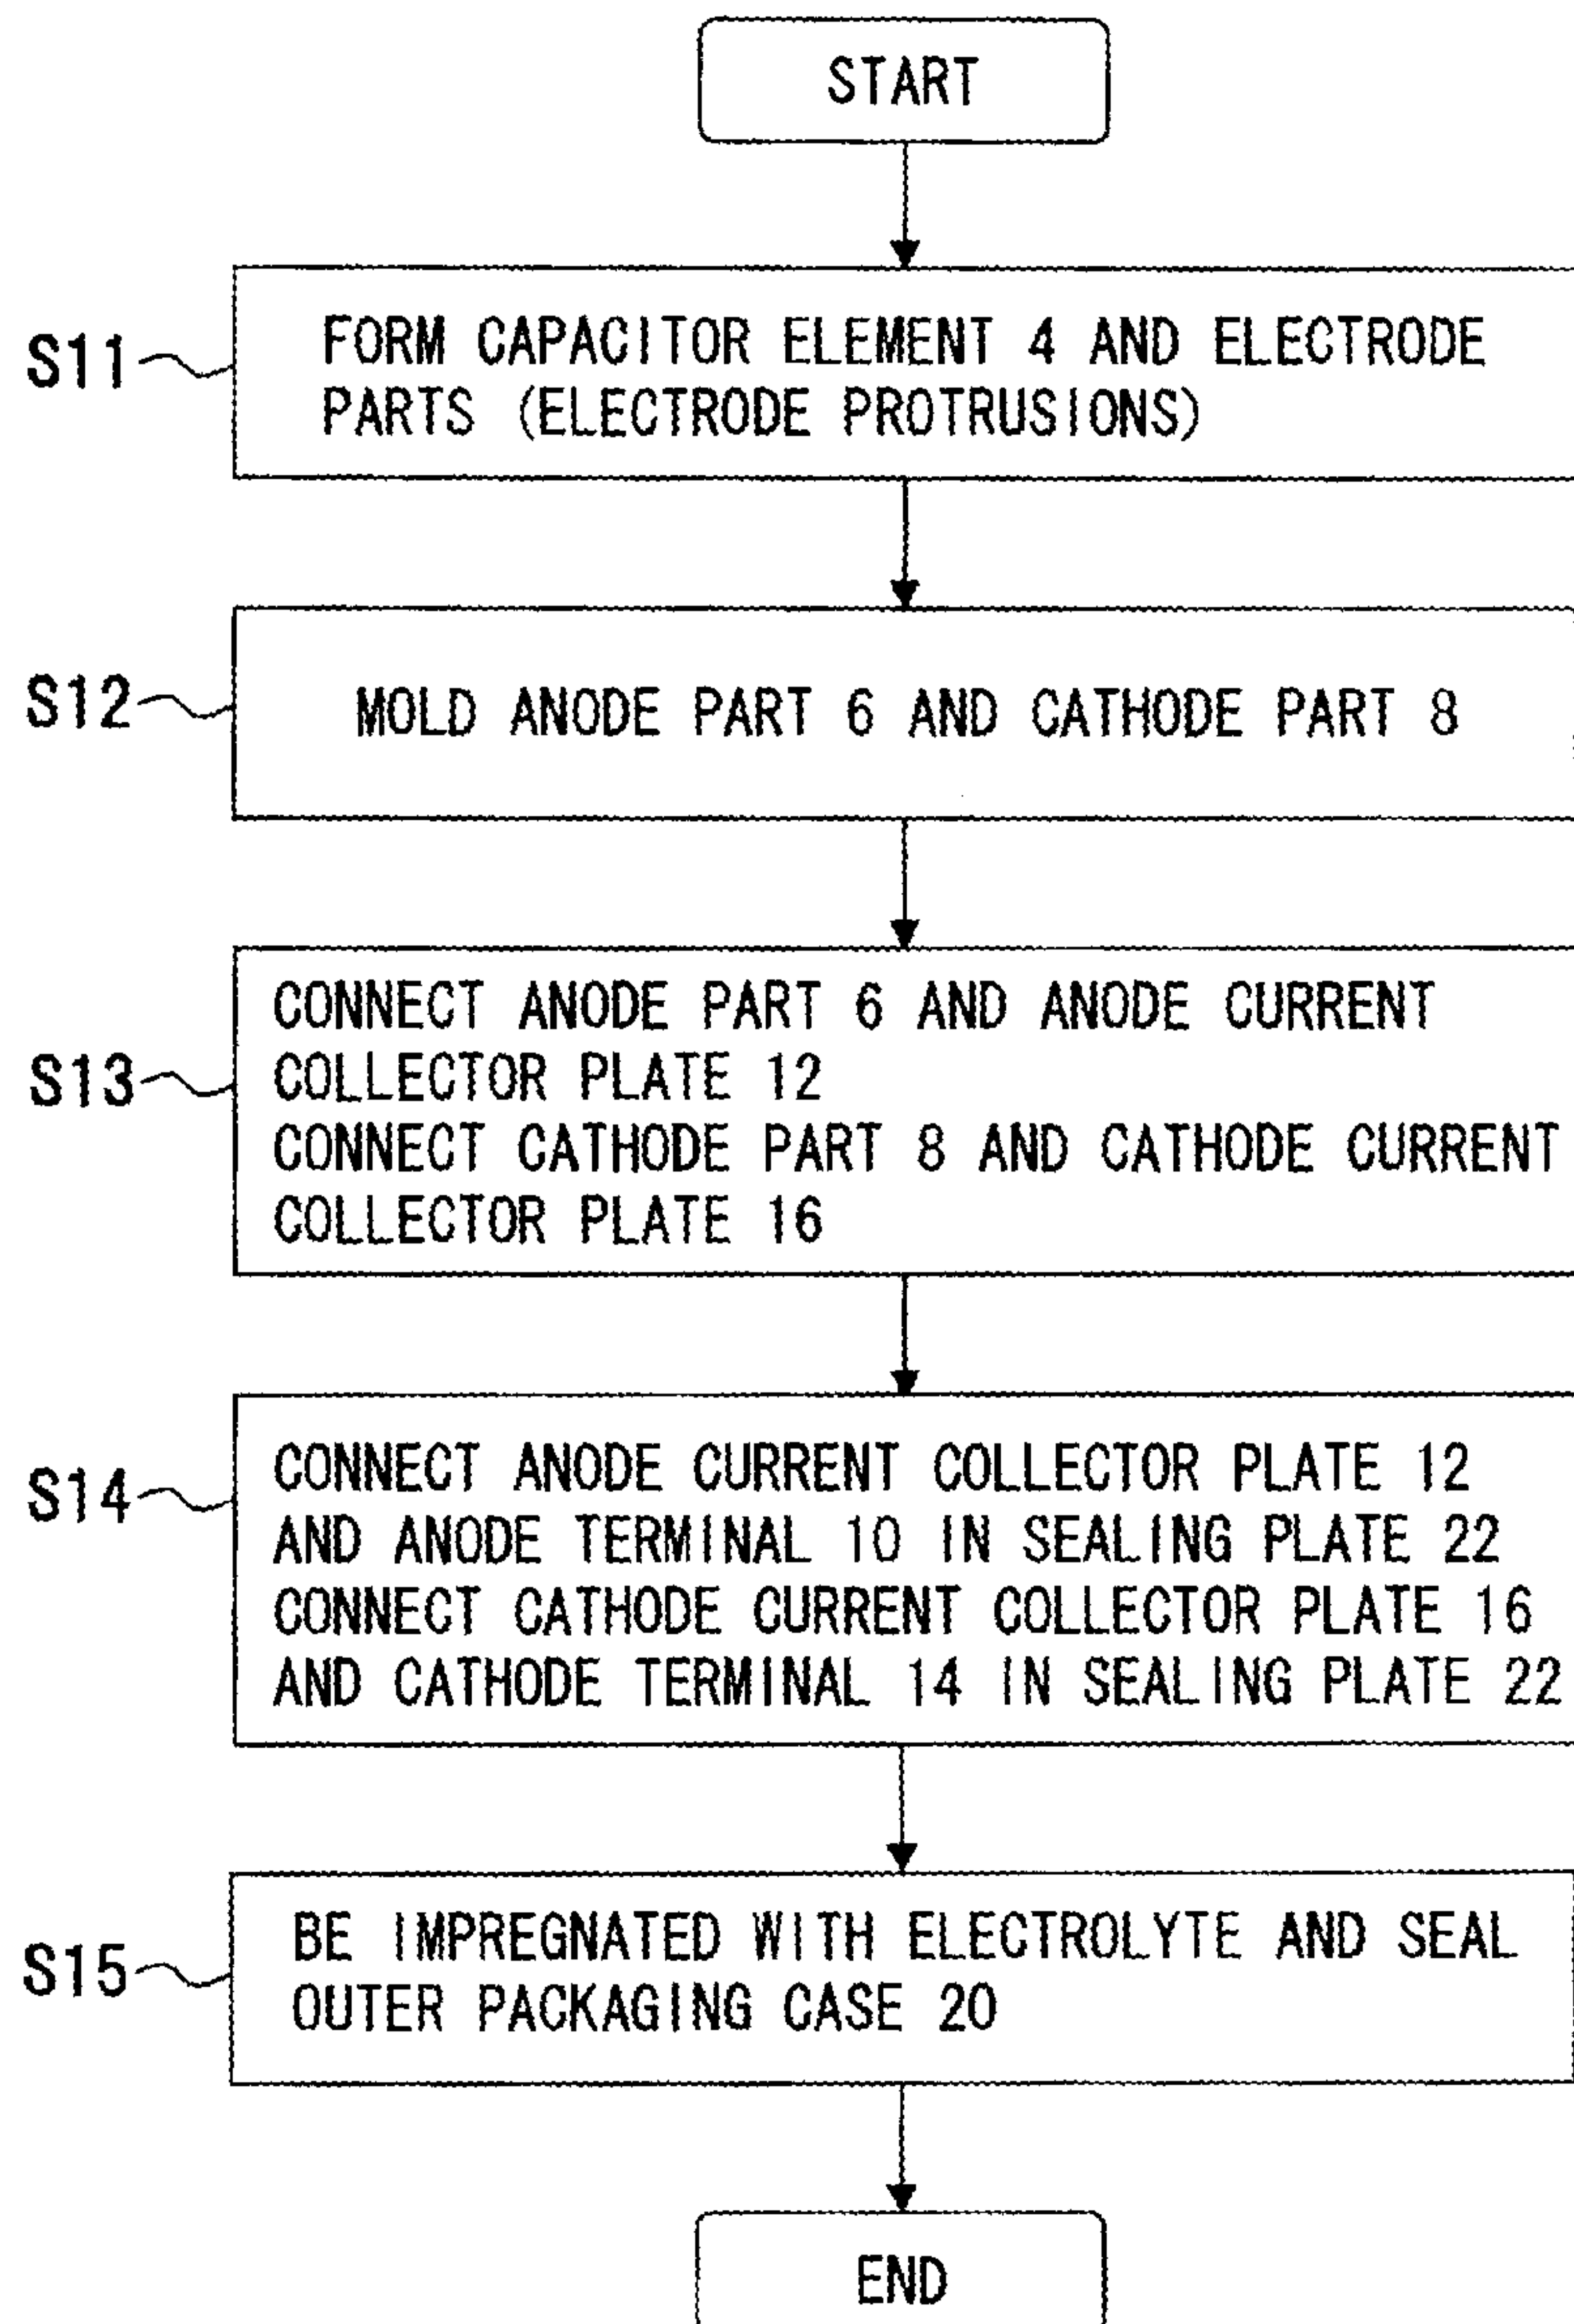 START
S11
FORM CAPACITOR ELEMENT 4 AND ELECTRODE
PARTS (ELECTRODE PROTRUSIONS)
S12
MOLD ANODE PART 6 AND CATHODE PART 8
S13
CONNECT ANODE PART 6 AND ANODE CURRENT
COLLECTOR PLATE 12
CONNECT CATHODE PART 8 AND CATHODE CURRENT
COLLECTOR PLATE 16
S14
CONNECT ANODE CURRENT COLLECTOR PLATE 12
AND ANODE TERMINAL 10 IN SEALING PLATE 22
CONNECT CATHODE CURRENT COLLECTOR PLATE 16
AND CATHODE TERMINAL 14 IN SEALING PLATE 22
S15
BE IMPREGNATED WITH ELECTROLYTE AND SEAL
OUTER PACKAGING CASE 20
END